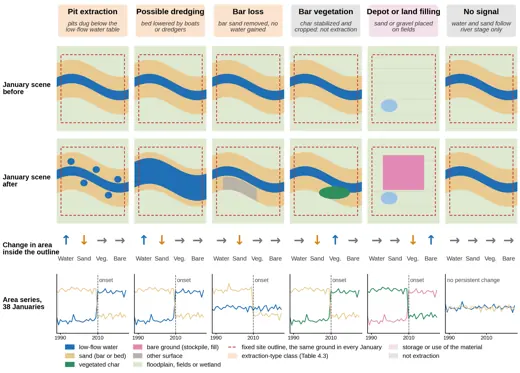 Pit extraction
pits dug below the
low-flow water table
Possible dredging
bed lowered by boats
or dredgers
Bar loss
bar sand removed, no
water gained
Bar vegetation
char stabilized and
cropped: not extraction
Depot or land filling
sand or gravel placed
on fields
No signal
water and sand follow
river stage only
January scene
before
January scene
after
Change in area
inside the outline
Water Sand Veg. Bare
Water Sand Veg. Bare
Water Sand Veg. Bare
Water Sand Veg. Bare
Water Sand Veg. Bare
Water Sand Veg. Bare
Area series,
38 Januaries
onset
onset
onset
onset
onset
no persistent change
1990 2010
1990 2010
1990 2010
1990 2010
1990 2010
1990 2010
low-flow water
sand (bar or bed)
vegetated char
bare ground (stockpile, fill)
other surface
floodplain, fields or wetland
fixed site outline, the same ground in every January
extraction-type class (Table 4.3)
storage or use of the material
not extraction